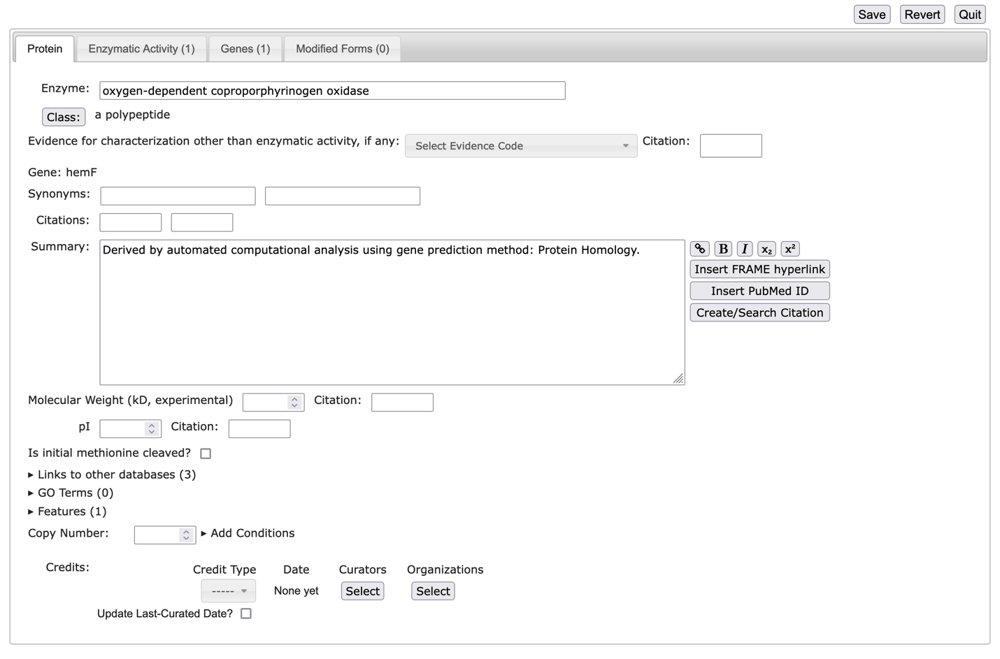 Save Revert Quit
Protein Enzymatic Activity (1) Genes (1) Modified Forms (0)
Enzyme: oxygen-dependent coproporphyrinogen oxidase
Class: a polypeptide
Evidence for characterization other than enzymatic activity, if any: Select Evidence Code Citation:
Gene: hemF
Synonyms:
Citations:
Summary: Derived by automated computational analysis using gene prediction method: Protein Homology.
B I x₂ x²
Insert FRAME hyperlink
Insert PubMed ID
Create/Search Citation
Molecular Weight (kD, experimental) Citation:
pI Citation:
Is initial methionine cleaved?
Links to other databases (3)
GO Terms (0)
Features (1)
Copy Number: Add Conditions
Credits: Credit Type Date Curators Organizations
----- None yet Select Select
Update Last-Curated Date?